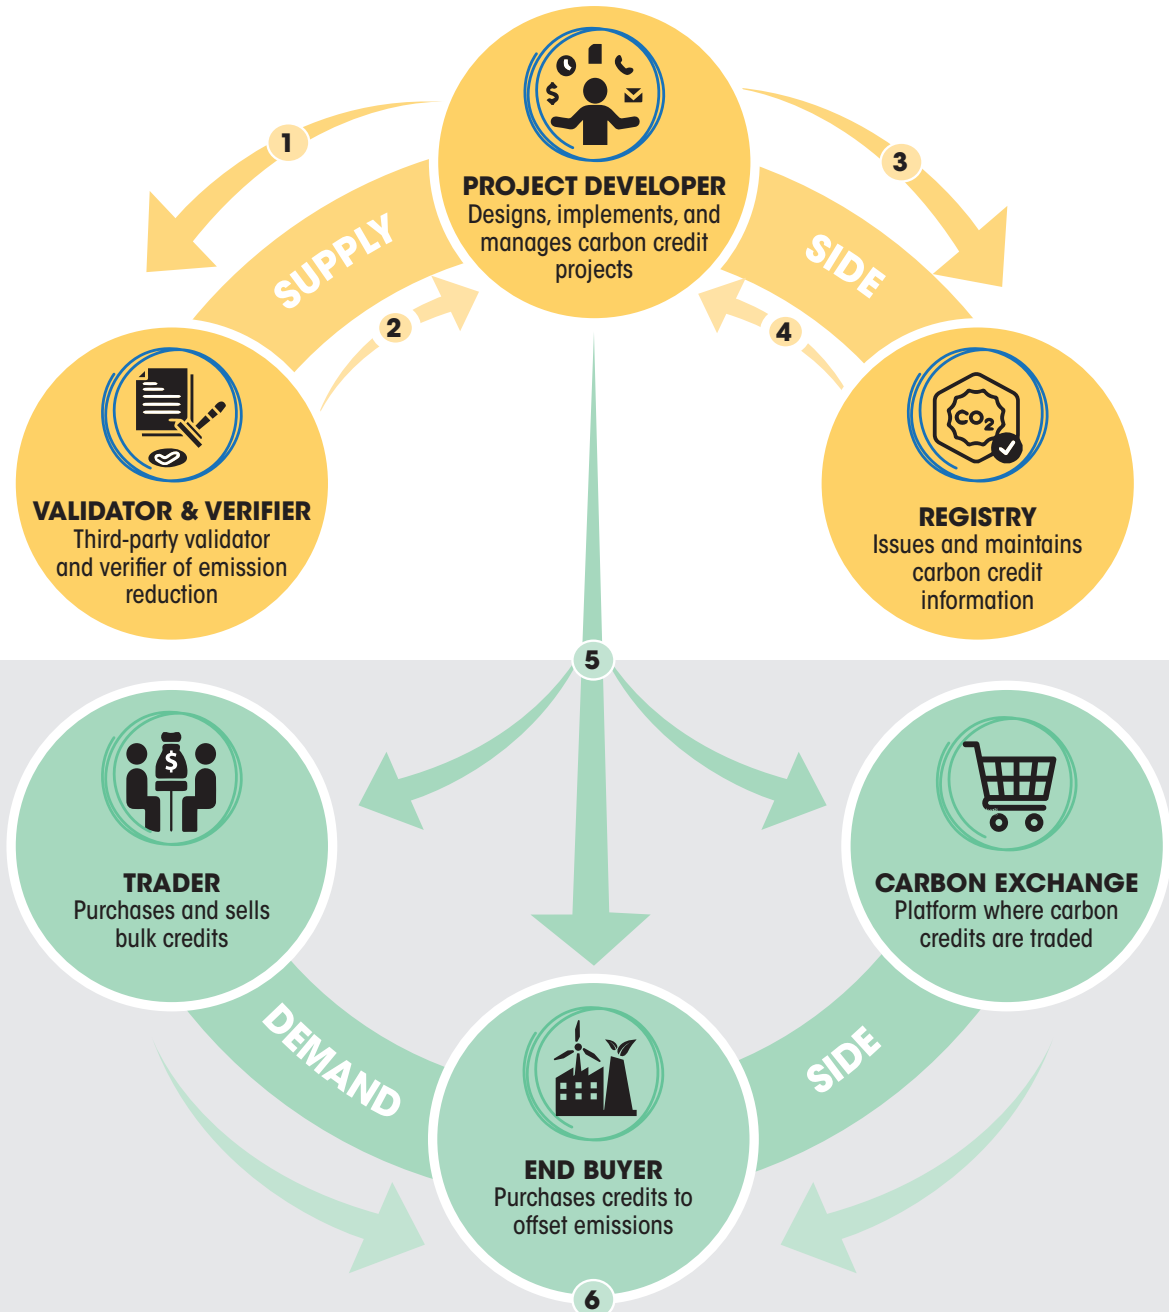 1
3
PROJECT DEVELOPER
Designs, implements, and
manages carbon credit
projects
SUPPLY
SIDE
2
4
VALIDATOR & VERIFIER
Third-party validator
and verifier of emission
reduction
CO2
REGISTRY
Issues and maintains
carbon credit
information
5
$
TRADER
Purchases and sells
bulk credits
CARBON EXCHANGE
Platform where carbon
credits are traded
DEMAND
SIDE
END BUYER
Purchases credits to
offset emissions
6